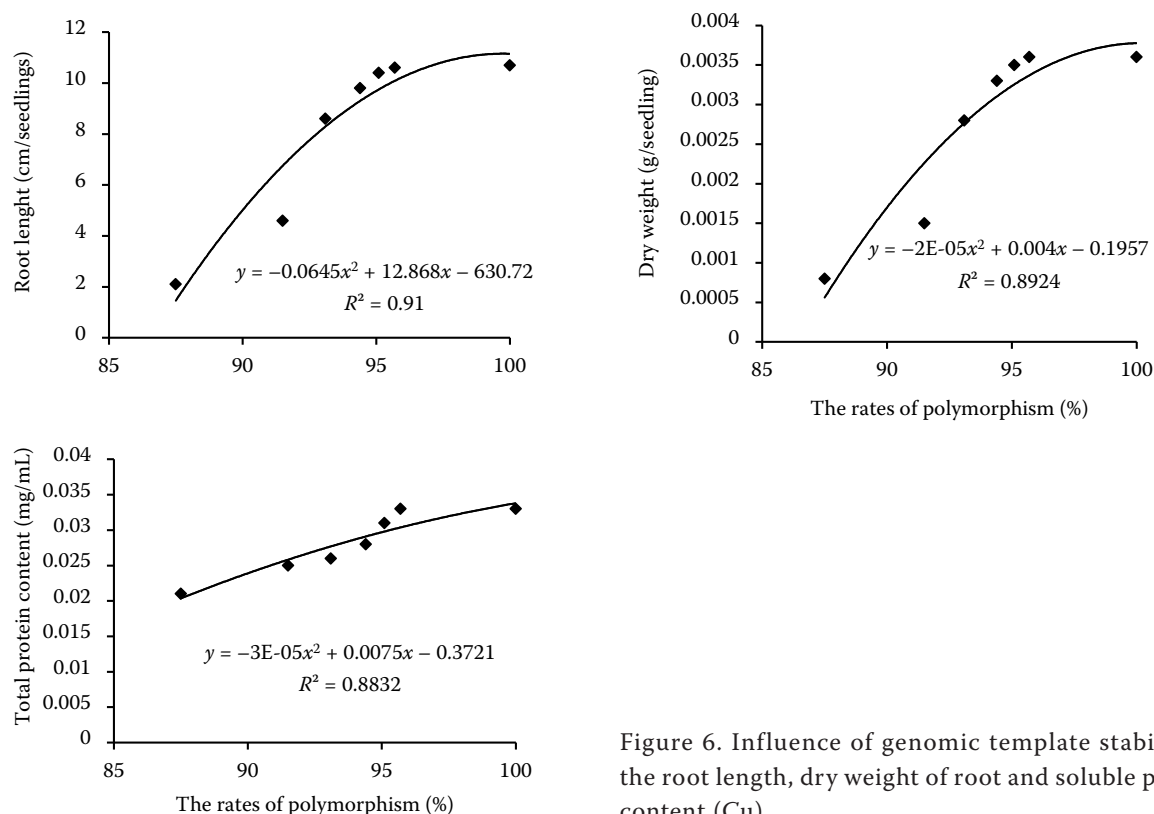 Root lenght (cm/seedlings)
12
10
8
6
4
2
0
85 90 95 100
y = −0.0645x² + 12.868x − 630.72
R² = 0.91
Dry weight (g/seedling)
0.004
0.0035
0.003
0.0025
0.002
0.0015
0.001
0.0005
0
85 90 95 100
y = −2E-05x² + 0.004x − 0.1957
R² = 0.8924
The rates of polymorphism (%)
Total protein content (mg/mL)
0.04
0.035
0.03
0.025
0.02
0.015
0.01
0.005
0
85 90 95 100
y = −3E-05x² + 0.0075x − 0.3721
R² = 0.8832
The rates of polymorphism (%)
Figure 6. Influence of genomic template stabi
the root length, dry weight of root and soluble p
content (Cu)